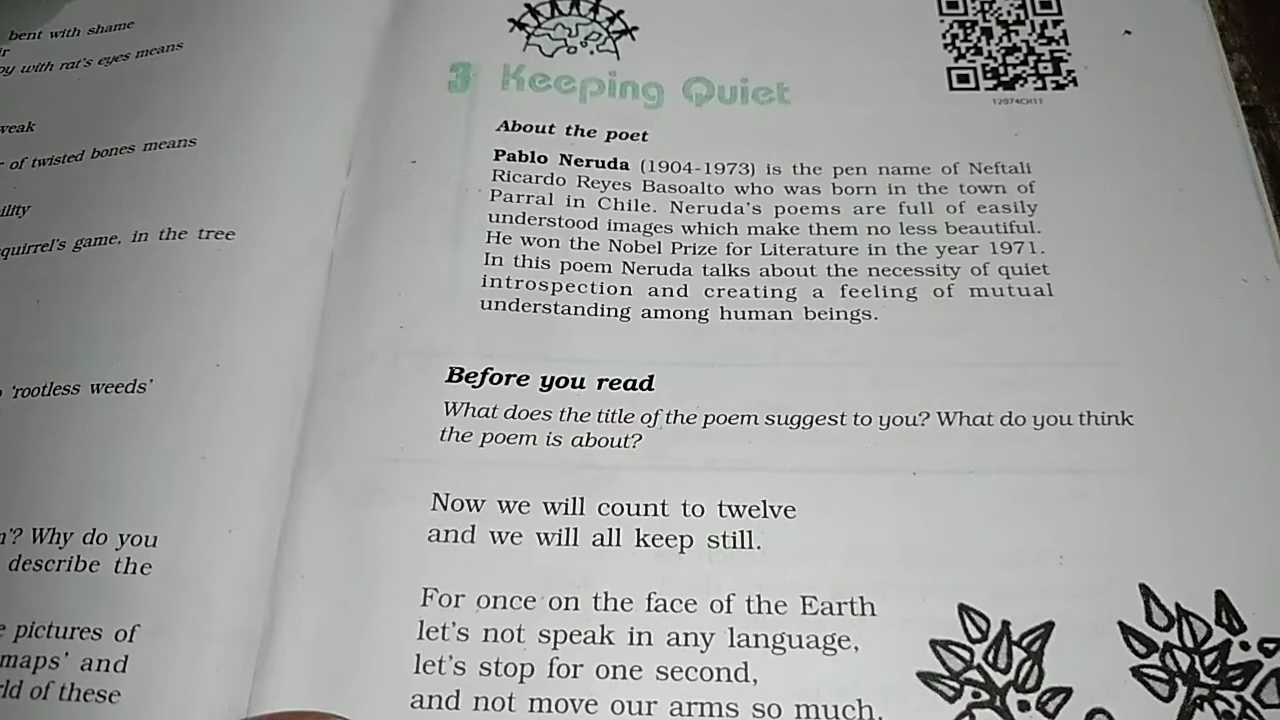 bent with shame
with rat's eyes means
of twisted bones means
game, in the tree
'rootless weeds'
Why do you
describe the
pictures of
maps' and
of these
3 Keeping Quiet
12074CH11
About the poet
Pablo Neruda (1904-1973) is the pen name of Neftali
Ricardo Reyes Basoalto who was born in the town of
Parral in Chile. Neruda's poems are full of easily
understood images which make them no less beautiful.
He won the Nobel Prize for Literature in the year 1971.
In this poem Neruda talks about the necessity of quiet
introspection and creating a feeling of mutual
understanding among human beings.
Before you read
What does the title of the poem suggest to you? What do you think
the poem is about?
Now we will count to twelve
and we will all keep still.
For once on the face of the Earth
let's not speak in any language,
let's stop for one second,
and not move our arms so much.